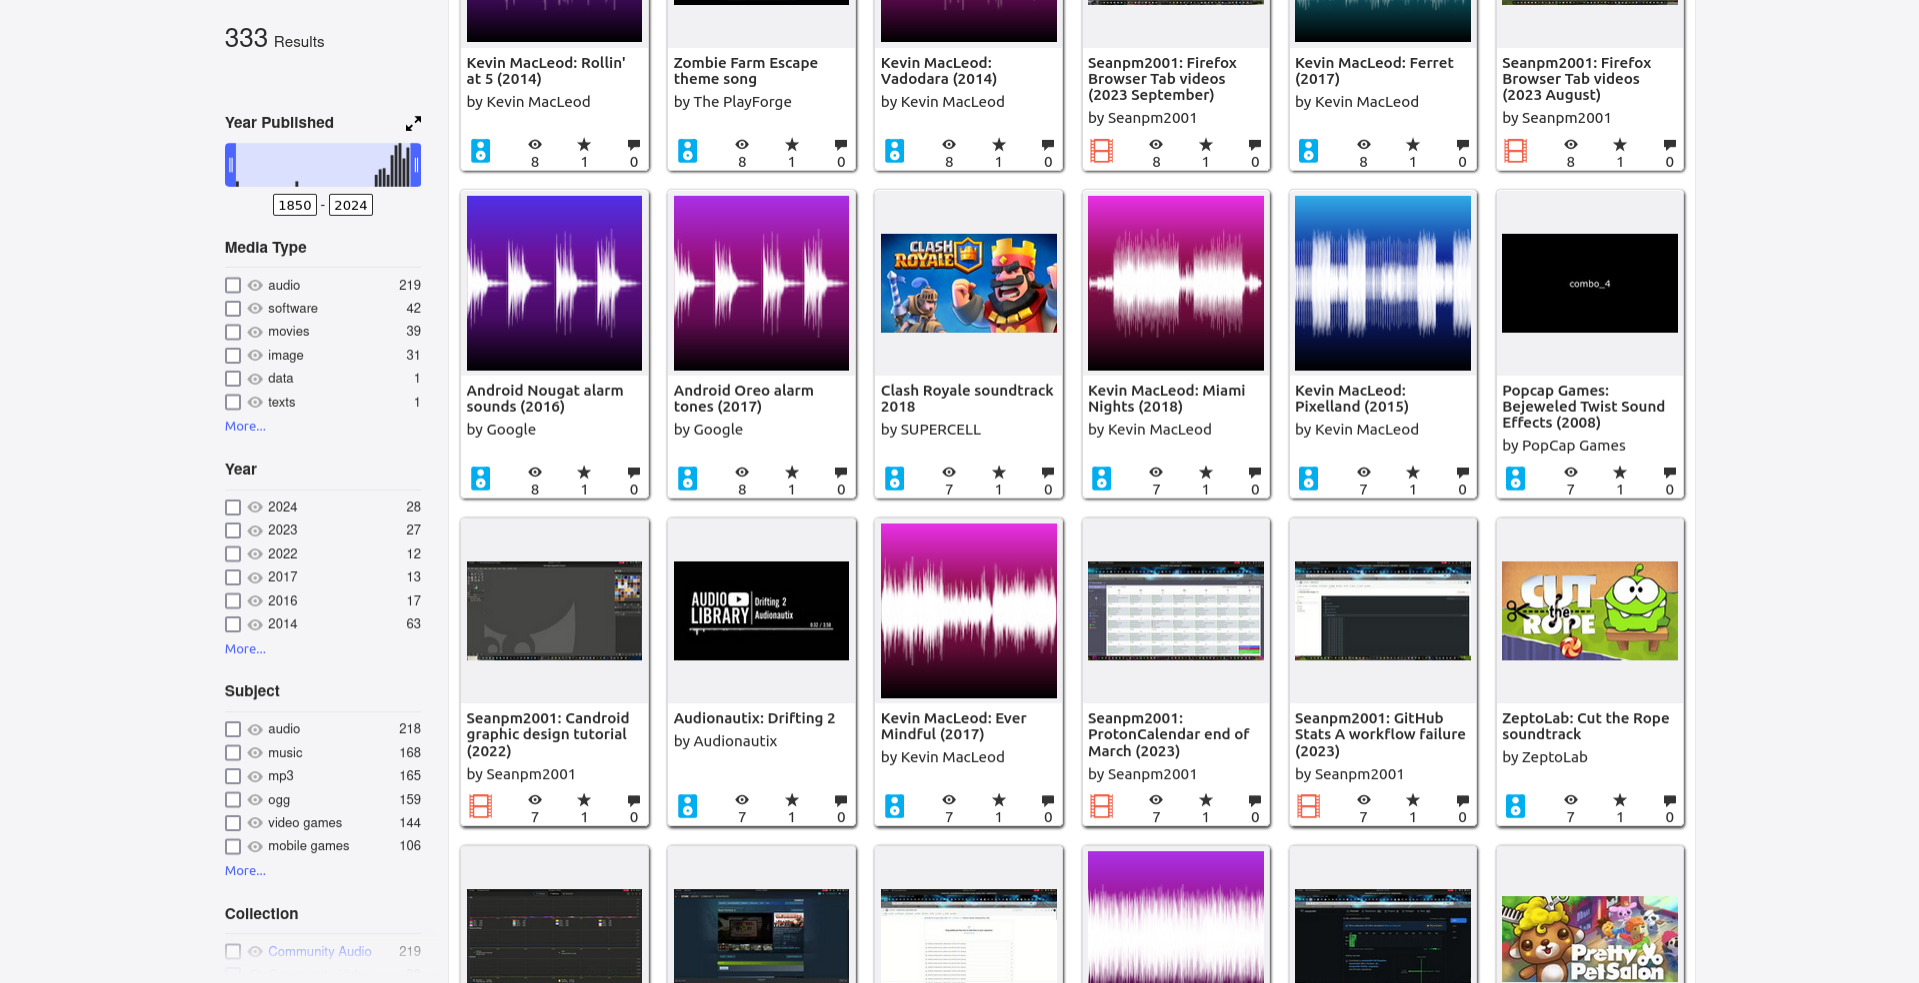 333 Results
Year Published
1850 - 2024
Media Type
audio 219
software 42
movies 39
image 31
data 1
texts 1
More...
Year
2024 28
2023 27
2022 12
2017 13
2016 17
2014 63
More...
Subject
audio 218
music 168
mp3 165
ogg 159
video games 144
mobile games 106
More...
Collection
Community Audio 219
Kevin MacLeod: Rollin'
at 5 (2014)
by Kevin MacLeod
8 1 0
Zombie Farm Escape
theme song
by The PlayForge
8 1 0
Kevin MacLeod:
Vadodara (2014)
by Kevin MacLeod
8 1 0
Seanpm2001: Firefox
Browser Tab videos
(2023 September)
by Seanpm2001
8 1 0
Kevin MacLeod: Ferret
(2017)
by Kevin MacLeod
8 1 0
Seanpm2001: Firefox
Browser Tab videos
(2023 August)
by Seanpm2001
8 1 0
Android Nougat alarm
sounds (2016)
by Google
8 1 0
Android Oreo alarm
tones (2017)
by Google
8 1 0
CLASH
ROYALE
Clash Royale soundtrack
2018
by SUPERCELL
7 1 0
Kevin MacLeod: Miami
Nights (2018)
by Kevin MacLeod
7 1 0
Kevin MacLeod:
Pixelland (2015)
by Kevin MacLeod
7 1 0
combo_4
Popcap Games:
Bejeweled Twist Sound
Effects (2008)
by PopCap Games
7 1 0
Seanpm2001: Candroid
graphic design tutorial
(2022)
by Seanpm2001
7 1 0
AUDIO
LIBRARY
Drifting 2
Audionautix
Audionautix: Drifting 2
by Audionautix
7 1 0
Kevin MacLeod: Ever
Mindful (2017)
by Kevin MacLeod
7 1 0
Seanpm2001:
ProtonCalendar end of
March (2023)
by Seanpm2001
7 1 0
Seanpm2001: GitHub
Stats A workflow failure
(2023)
by Seanpm2001
7 1 0
CUT
the
ROPE
ZeptoLab: Cut the Rope
soundtrack
by ZeptoLab
7 1 0
Pretty
Pet Salon